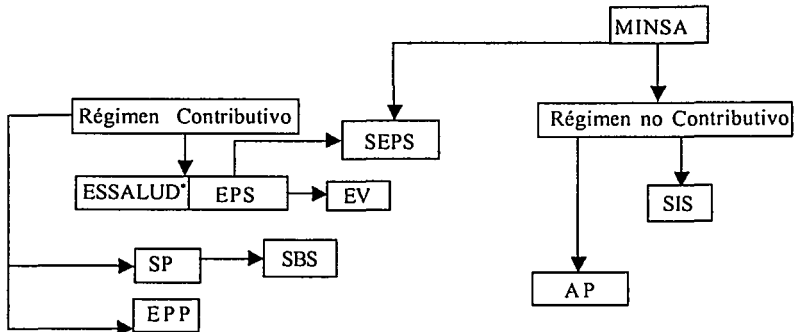 MINSA
Régimen Contributivo
Régimen no Contributivo
SEPS
ESSALUD* EPS
EV
SIS
SP
SBS
AP
EPP